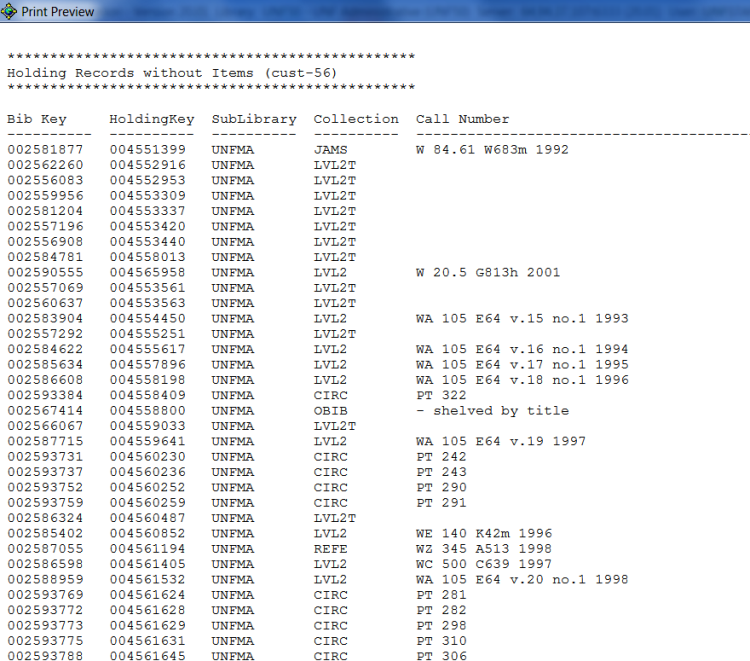 Print Preview
************************************************
Holding Records without Items (cust-56)
************************************************
Bib Key HoldingKey SubLibrary Collection Call Number
---------- ---------- ---------- ---------- ---------------------------------------
002581877 004551399 UNFMA JAMS W 84.61 W683m 1992
002562260 004552916 UNFMA LVL2T
002556083 004552953 UNFMA LVL2T
002559956 004553309 UNFMA LVL2T
002581204 004553337 UNFMA LVL2T
002557196 004553420 UNFMA LVL2T
002556908 004553440 UNFMA LVL2T
002584781 004558013 UNFMA LVL2T
002590555 004565958 UNFMA LVL2 W 20.5 G813h 2001
002557069 004553561 UNFMA LVL2T
002560637 004553563 UNFMA LVL2T
002583904 004554450 UNFMA LVL2 WA 105 E64 v.15 no.1 1993
002557292 004555251 UNFMA LVL2T
002584622 004555617 UNFMA LVL2 WA 105 E64 v.16 no.1 1994
002585634 004557896 UNFMA LVL2 WA 105 E64 v.17 no.1 1995
002586608 004558198 UNFMA LVL2 WA 105 E64 v.18 no.1 1996
002593384 004558409 UNFMA CIRC PT 322
002567414 004558800 UNFMA OBIB - shelved by title
002566067 004559033 UNFMA LVL2T
002587715 004559641 UNFMA LVL2 WA 105 E64 v.19 1997
002593731 004560230 UNFMA CIRC PT 242
002593737 004560236 UNFMA CIRC PT 243
002593752 004560252 UNFMA CIRC PT 290
002593759 004560259 UNFMA CIRC PT 291
002586324 004560487 UNFMA LVL2T
002585402 004560852 UNFMA LVL2 WE 140 K42m 1996
002587055 004561194 UNFMA REFE WZ 345 A513 1998
002586598 004561405 UNFMA LVL2 WC 500 C639 1997
002588959 004561532 UNFMA LVL2 WA 105 E64 v.20 no.1 1998
002593769 004561624 UNFMA CIRC PT 281
002593772 004561628 UNFMA CIRC PT 282
002593773 004561629 UNFMA CIRC PT 298
002593775 004561631 UNFMA CIRC PT 310
002593788 004561645 UNFMA CIRC PT 306